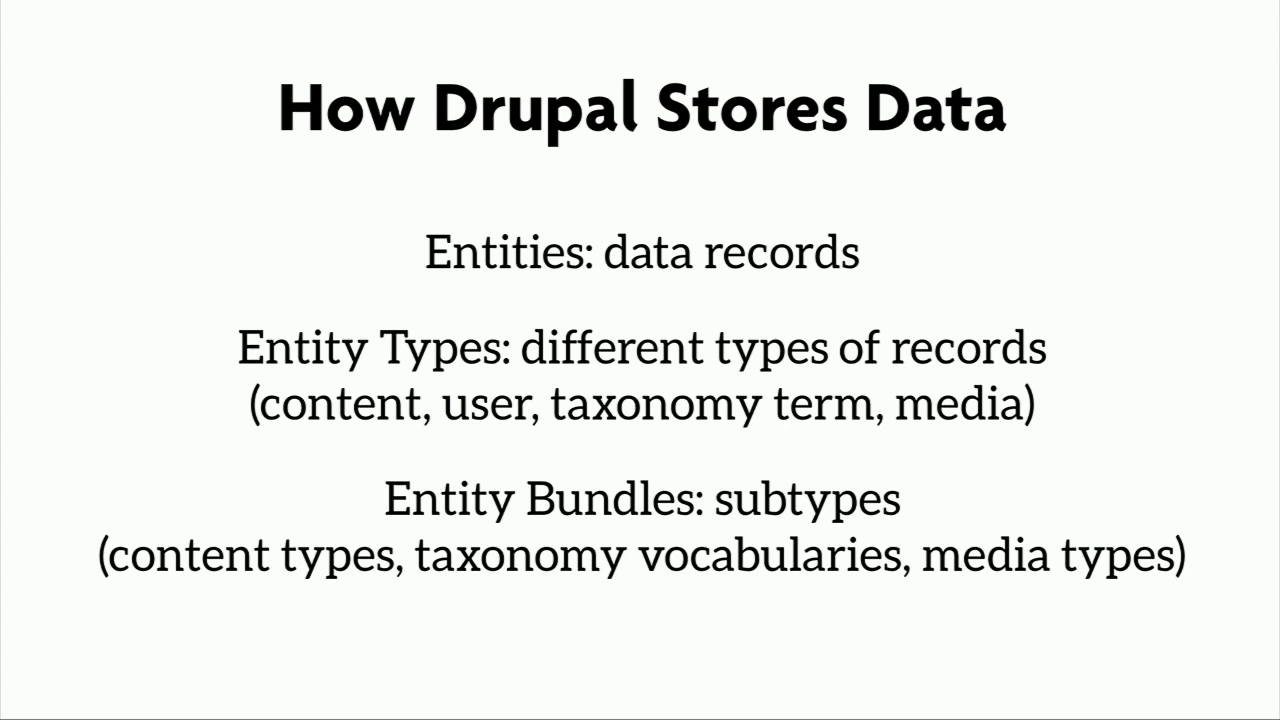 How Drupal Stores Data
Entities: data records
Entity Types: different types of records
(content, user, taxonomy term, media)
Entity Bundles: subtypes
(content types, taxonomy vocabularies, media types)